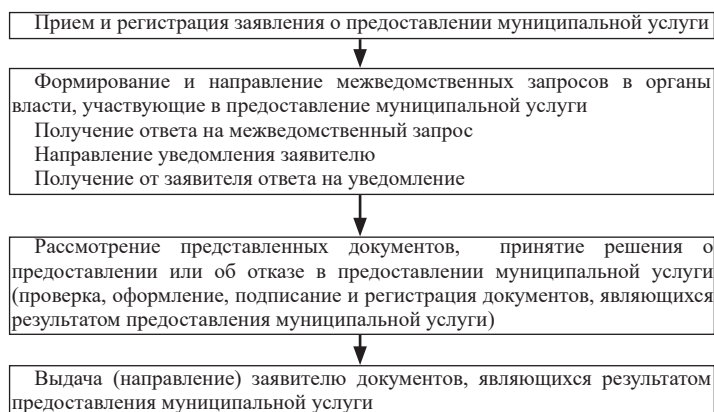 Прием и регистрация заявления о предоставлении муниципальной услуги
Формирование и направление межведомственных запросов в органы
власти, участвующие в предоставление муниципальной услуги
Получение ответа на межведомственный запрос
Направление уведомления заявителю
Получение от заявителя ответа на уведомление
Рассмотрение представленных документов, принятие решения о
предоставлении или об отказе в предоставлении муниципальной услуги
(проверка, оформление, подписание и регистрация документов, являющихся
результатом предоставления муниципальной услуги)
Выдача (направление) заявителю документов, являющихся результатом
предоставления муниципальной услуги